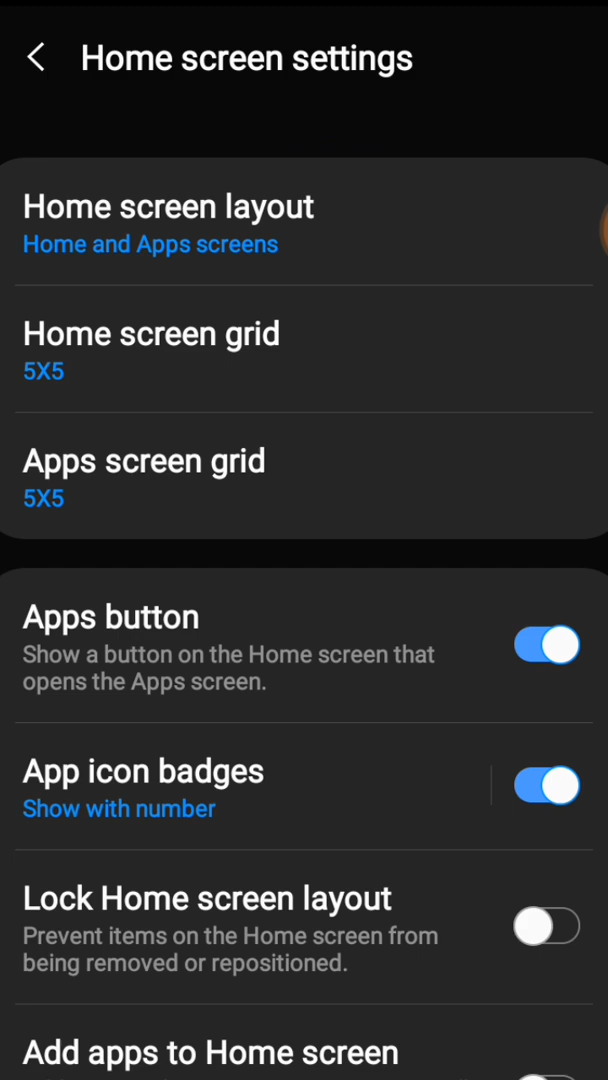 Home screen settings
Home screen layout
Home and Apps screens
Home screen grid
5X5
Apps screen grid
5X5
Apps button
Show a button on the Home screen that
opens the Apps screen.
App icon badges
Show with number
Lock Home screen layout
Prevent items on the Home screen from
being removed or repositioned.
Add apps to Home screen